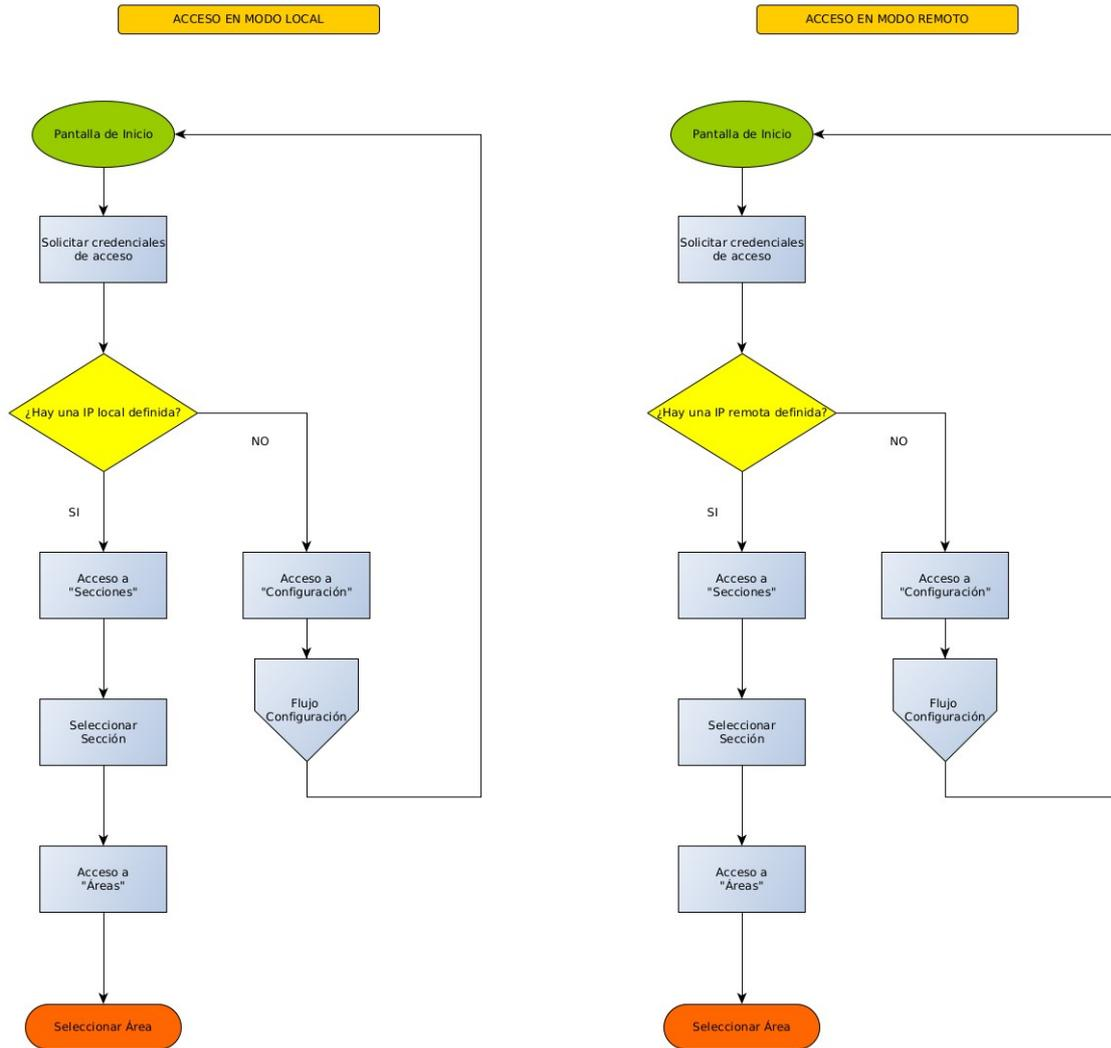 ACCESO EN MODO LOCAL
Pantalla de Inicio
Solicitar credenciales
de acceso
¿Hay una IP local definida?
NO
SI
Acceso a
"Secciones"
Acceso a
"Configuración"
Seleccionar
Sección
Flujo
Configuración
Acceso a
"Áreas"
Seleccionar Área
ACCESO EN MODO REMOTO
Pantalla de Inicio
Solicitar credenciales
de acceso
¿Hay una IP remota definida?
NO
SI
Acceso a
"Secciones"
Acceso a
"Configuración"
Seleccionar
Sección
Flujo
Configuración
Acceso a
"Áreas"
Seleccionar Área